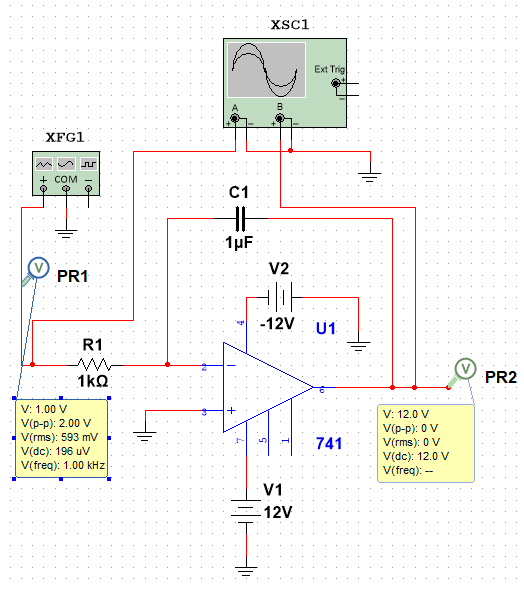 XSC1
Ext Trig
+
−
A
B
+
−
+
−
XFG1
+
COM
−
C1
1µF
PR1
V2
-12V
U1
4
R1
1kΩ
2
−
3
+
6
7
5
1
741
PR2
V
V
V: 1.00 V
V(p-p): 2.00 V
V(rms): 593 mV
V(dc): 196 uV
V(freq): 1.00 kHz
V: 12.0 V
V(p-p): 0 V
V(rms): 0 V
V(dc): 12.0 V
V(freq): --
V1
12V